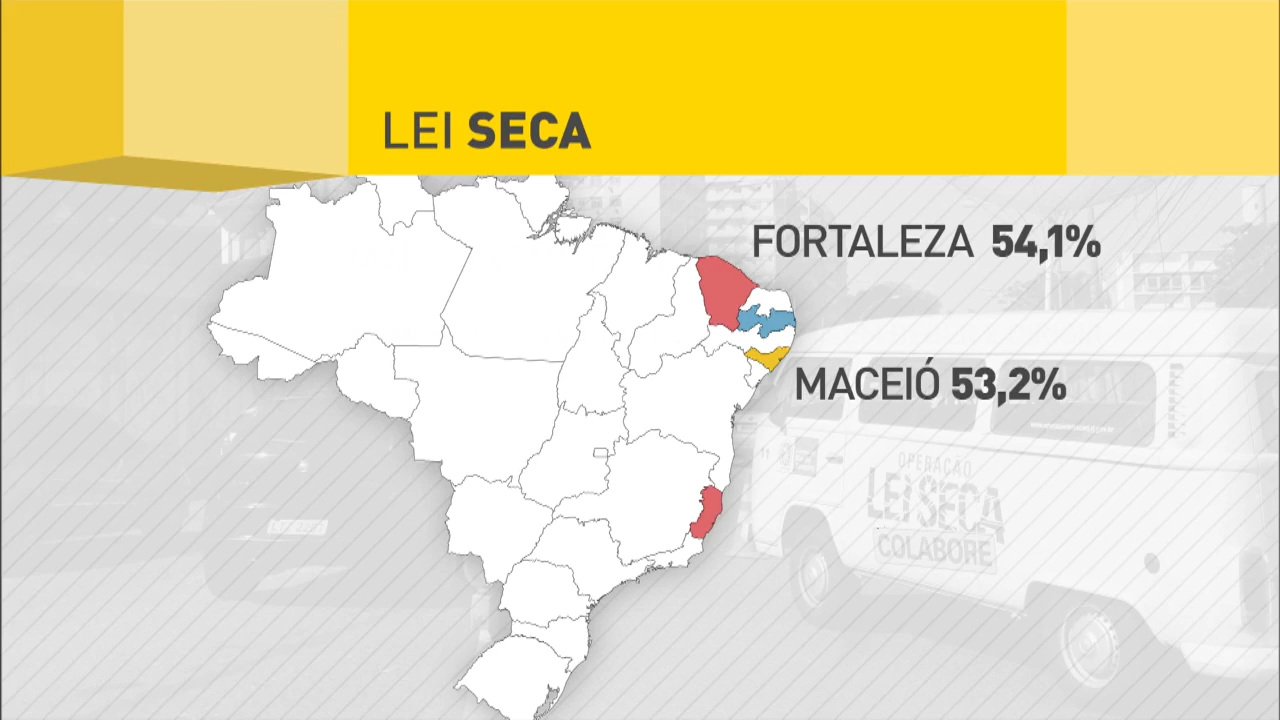 LEI SECA
FORTALEZA 54,1%
MACEIÓ 53,2%
OPERAÇÃO
LEI SECA
COLABORE